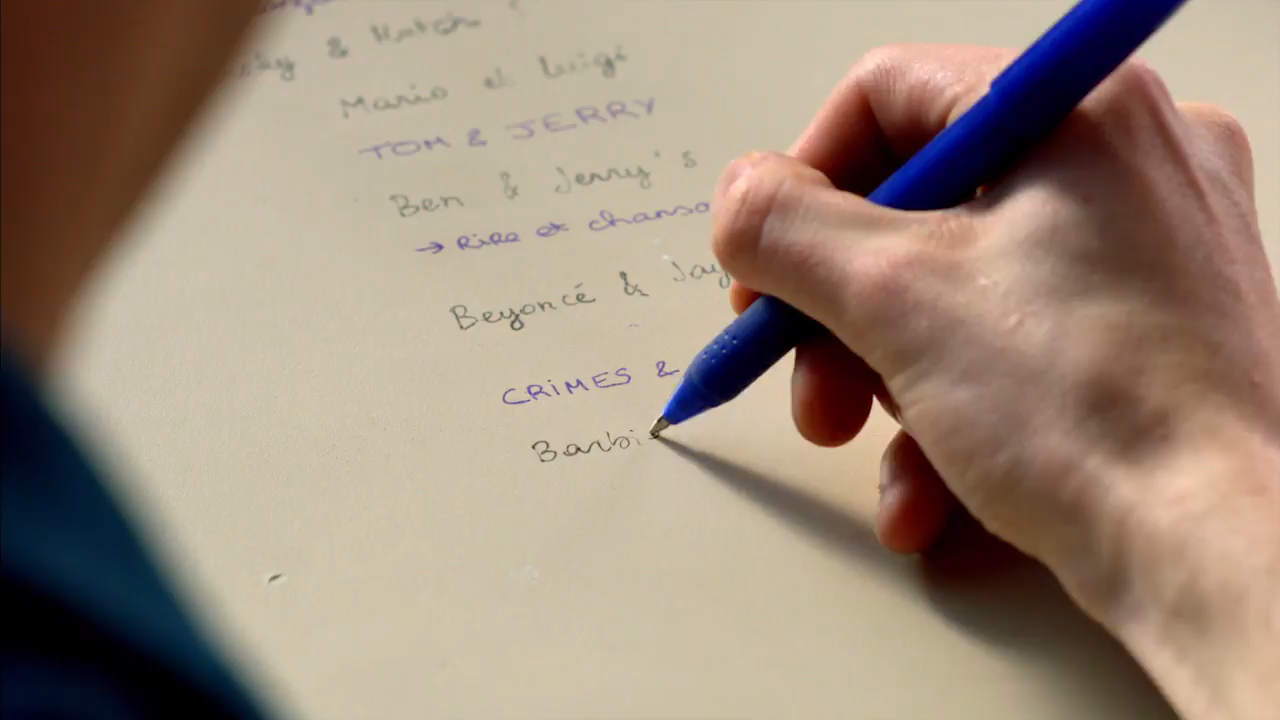 & Hutch
Mario et Luigi
TOM & JERRY
Ben & Jerry's
→ RiRe et chanso
Beyoncé & Jay
CRiMES &
Barbi